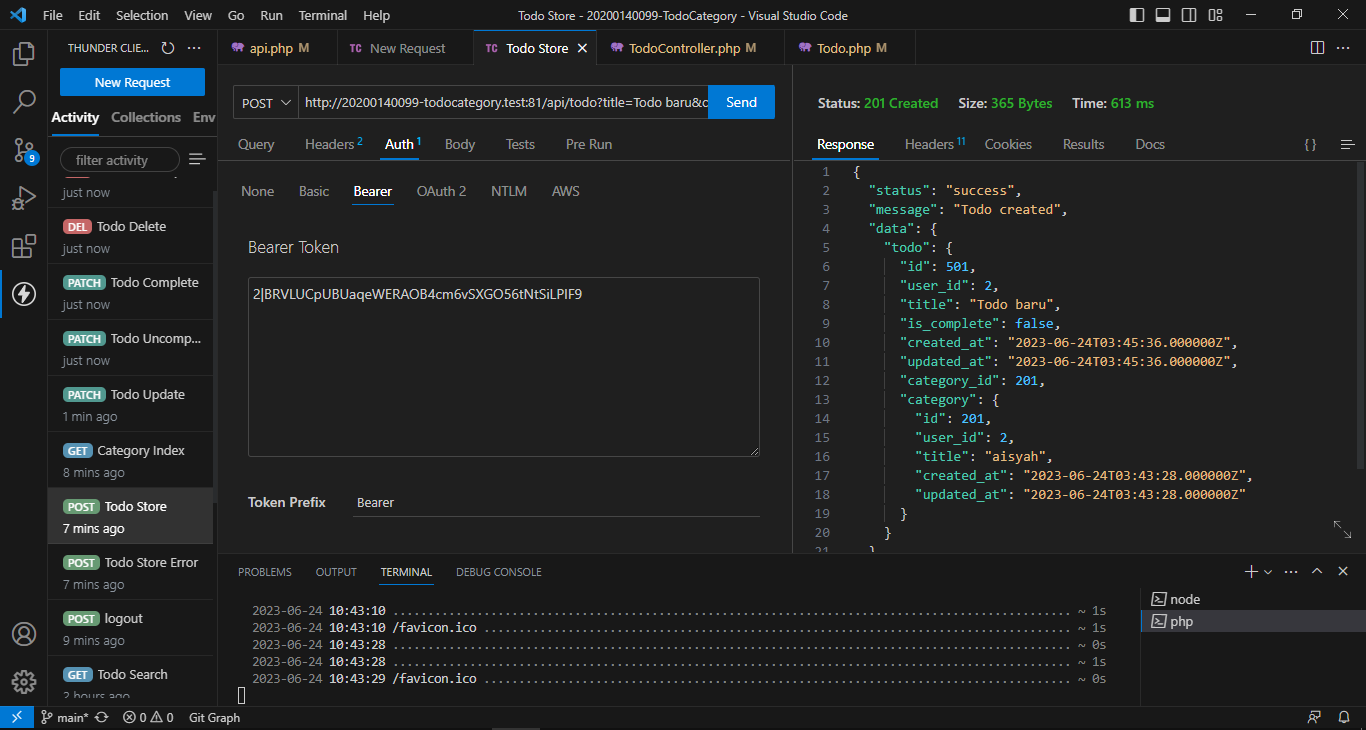 File Edit Selection View Go Run Terminal Help Todo Store - 20200140099-TodoCategory - Visual Studio Code
THUNDER CLIE... api.php M TC New Request TC Todo Store TodoController.php M Todo.php M
New Request
Activity Collections Env
filter activity
just now
DEL Todo Delete
just now
PATCH Todo Complete
just now
PATCH Todo Uncomp...
just now
PATCH Todo Update
1 min ago
GET Category Index
8 mins ago
POST Todo Store
7 mins ago
POST Todo Store Error
7 mins ago
POST logout
9 mins ago
GET Todo Search
2 hours ago
9
POST http://20200140099-todocategory.test:81/api/todo?title=Todo baru&c Send
Query Headers 2 Auth 1 Body Tests Pre Run
None Basic Bearer OAuth 2 NTLM AWS
Bearer Token
2|BRVLUCpUBUaqeWERAOB4cm6vSXGO56tNtSiLPIF9
Token Prefix Bearer
Status: 201 Created Size: 365 Bytes Time: 613 ms
Response Headers 11 Cookies Results Docs { }
1 {
2 "status": "success",
3 "message": "Todo created",
4 "data": {
5 "todo": {
6 "id": 501,
7 "user_id": 2,
8 "title": "Todo baru",
9 "is_complete": false,
10 "created_at": "2023-06-24T03:45:36.000000Z",
11 "updated_at": "2023-06-24T03:45:36.000000Z",
12 "category_id": 201,
13 "category": {
14 "id": 201,
15 "user_id": 2,
16 "title": "aisyah",
17 "created_at": "2023-06-24T03:43:28.000000Z",
18 "updated_at": "2023-06-24T03:43:28.000000Z"
19 }
20 }
21 }
PROBLEMS OUTPUT TERMINAL DEBUG CONSOLE
2023-06-24 10:43:10 ........ ~ 1s
2023-06-24 10:43:10 /favicon.ico ........ ~ 1s
2023-06-24 10:43:28 ........ ~ 0s
2023-06-24 10:43:28 ........ ~ 1s
2023-06-24 10:43:29 /favicon.ico ........ ~ 0s
node
php
main* 0 0 Git Graph